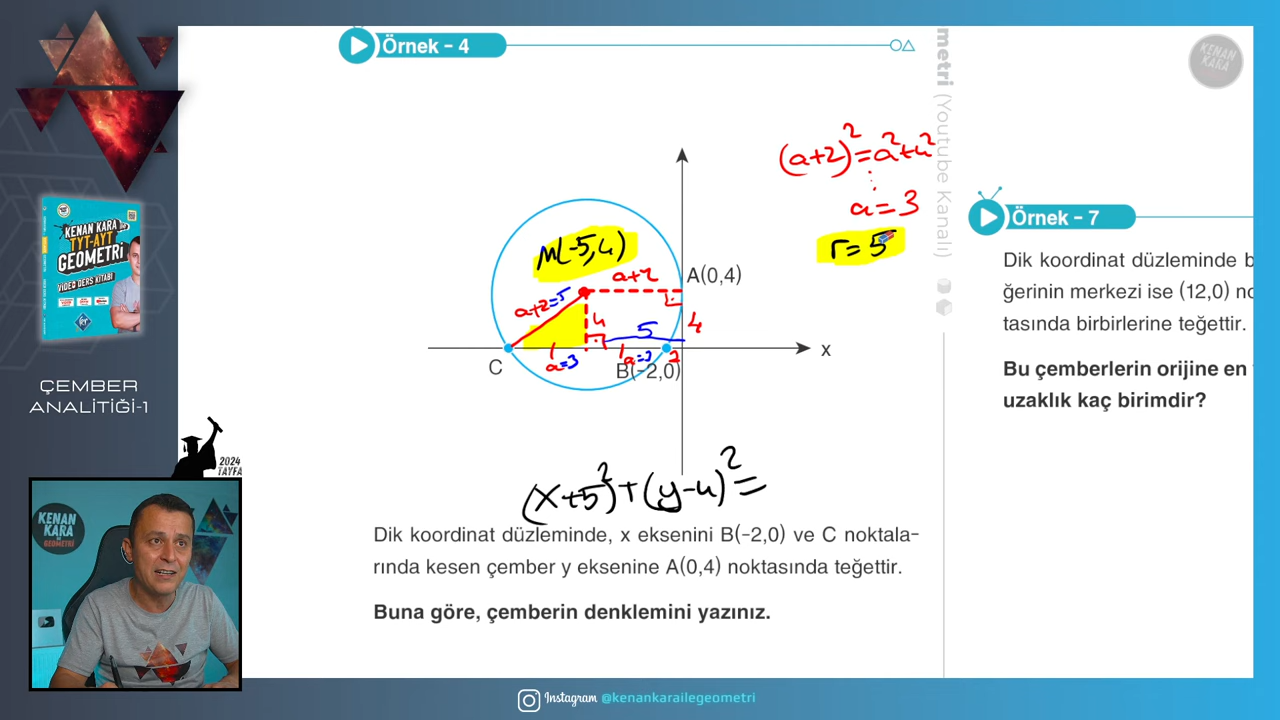 Örnek – 4
KENAN
KARA
metri (Youtube Kanalı)
(a+2)²=a²+4²
⋮
a=3
r=5
M(-5,4)
a+2
A(0,4)
a+2=5
4
5
4
C
a=3
a=3
2
B(-2,0)
x
(x+5)²+(y-4)²=
Dik koordinat düzleminde, x eksenini B(-2,0) ve C noktala-
rında kesen çember y eksenine A(0,4) noktasında teğettir.
Buna göre, çemberin denklemini yazınız.
Örnek – 7
Dik koordinat düzleminde b
ğerinin merkezi ise (12,0) no
tasında birbirlerine teğettir.
Bu çemberlerin orijine en
uzaklık kaç birimdir?
KENAN KARA
TYT-AYT
GEOMETRİ
VİDEO DERS KİTABI
ÇEMBER
ANALİTİĞİ-1
2024
TAYFA
KENAN
KARA
GEOMETRİ
Instagram @kenankarailegeometri